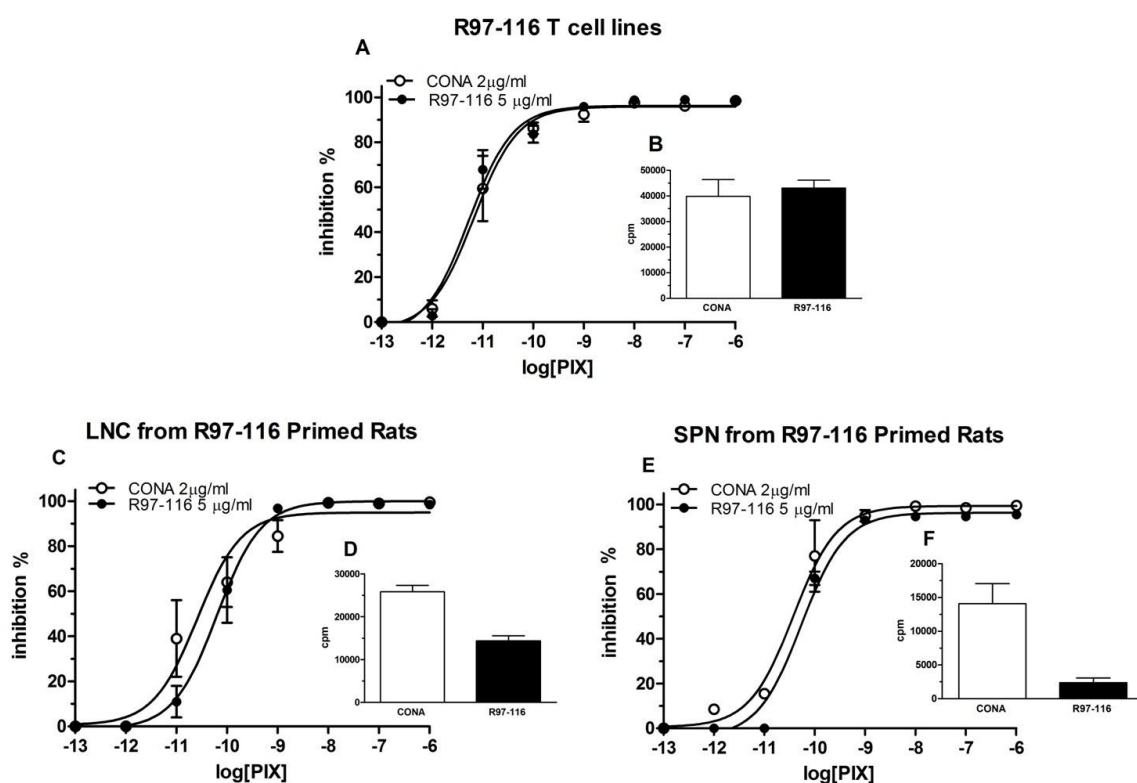 R97-116 T cell lines
A
CONA 2μg/ml
R97-116 5 μg/ml
inhibition %
100
80
60
40
20
0
-13 -12 -11 -10 -9 -8 -7 -6
log[PIX]
B
cpm
50000
40000
30000
20000
10000
0
CONA R97-116
LNC from R97-116 Primed Rats
C
CONA 2μg/ml
R97-116 5 μg/ml
inhibition %
100
80
60
40
20
0
-13 -12 -11 -10 -9 -8 -7 -6
log[PIX]
D
cpm
30000
20000
10000
0
CONA R97-116
SPN from R97-116 Primed Rats
E
CONA 2μg/ml
R97-116 5 μg/ml
inhibition %
100
80
60
40
20
0
-13 -12 -11 -10 -9 -8 -7 -6
log[PIX]
F
cpm
20000
15000
10000
5000
0
CONA R97-116